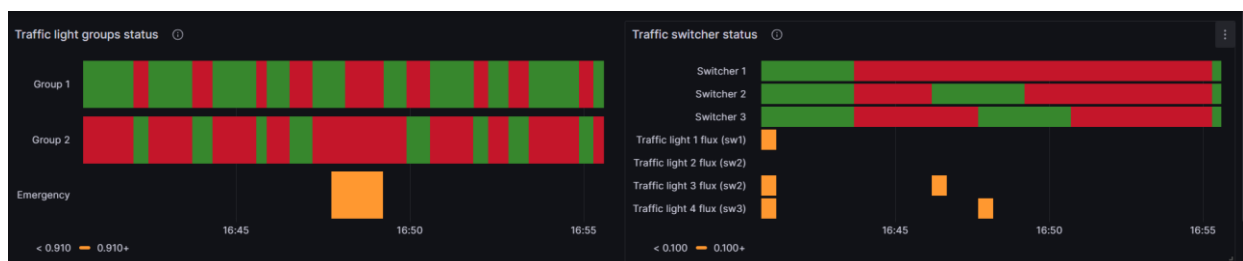 Traffic light groups status
Group 1
Group 2
Emergency
16:45 16:50 16:55
< 0.910 0.910+
Traffic switcher status
Switcher 1
Switcher 2
Switcher 3
Traffic light 1 flux (sw1)
Traffic light 2 flux (sw2)
Traffic light 3 flux (sw2)
Traffic light 4 flux (sw3)
16:45 16:50 16:55
< 0.100 0.100+